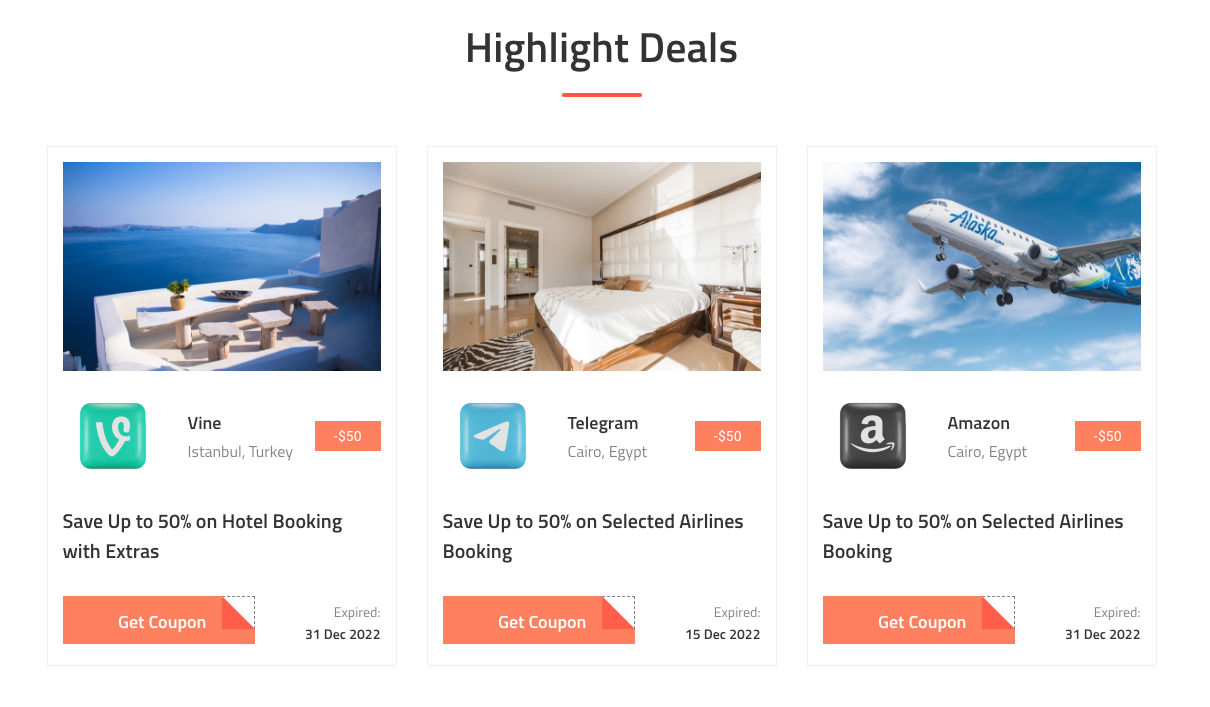 Highlight Deals
Alaska
Vine
Istanbul, Turkey
-$50
Save Up to 50% on Hotel Booking
with Extras
Get Coupon
Expired:
31 Dec 2022
Telegram
Cairo, Egypt
-$50
Save Up to 50% on Selected Airlines
Booking
Get Coupon
Expired:
15 Dec 2022
a
Amazon
Cairo, Egypt
-$50
Save Up to 50% on Selected Airlines
Booking
Get Coupon
Expired:
31 Dec 2022